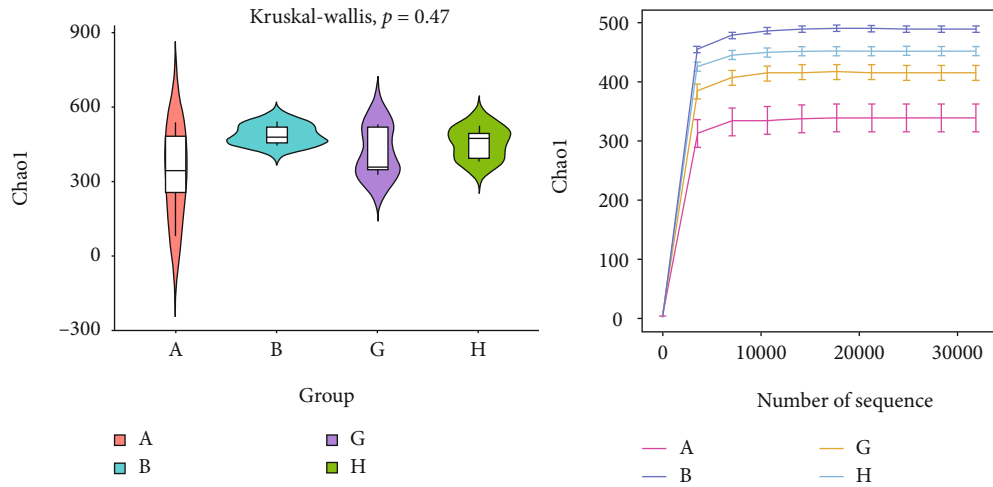 Kruskal-wallis, p = 0.47
900
600
300
0
–300
Chao1
A
B
G
H
Group
A
B
G
H
500
400
300
200
100
0
Chao1
0
10000
20000
30000
Number of sequence
A
B
G
H